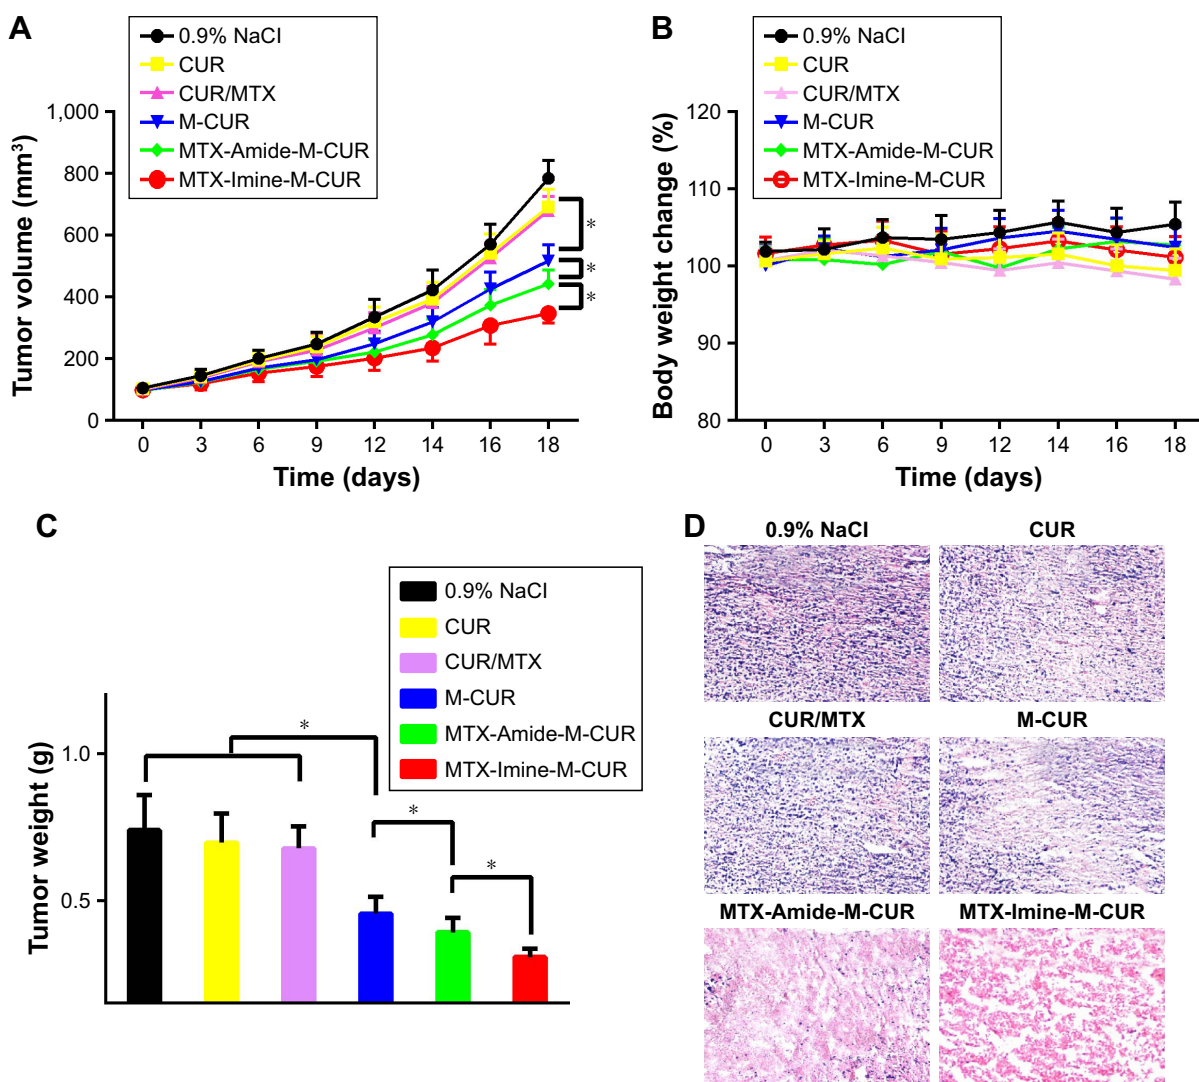 A
0.9% NaCl
CUR
CUR/MTX
M-CUR
MTX-Amide-M-CUR
MTX-Imine-M-CUR
Tumor volume (mm³)
1,000
800
600
400
200
0
*
*
*
0 3 6 9 12 14 16 18
Time (days)
B
0.9% NaCl
CUR
CUR/MTX
M-CUR
MTX-Amide-M-CUR
MTX-Imine-M-CUR
Body weight change (%)
120
110
100
90
80
0 3 6 9 12 14 16 18
Time (days)
C
0.9% NaCl
CUR
CUR/MTX
M-CUR
MTX-Amide-M-CUR
MTX-Imine-M-CUR
Tumor weight (g)
1.0
0.5
*
*
*
D
0.9% NaCl CUR
CUR/MTX M-CUR
MTX-Amide-M-CUR MTX-Imine-M-CUR